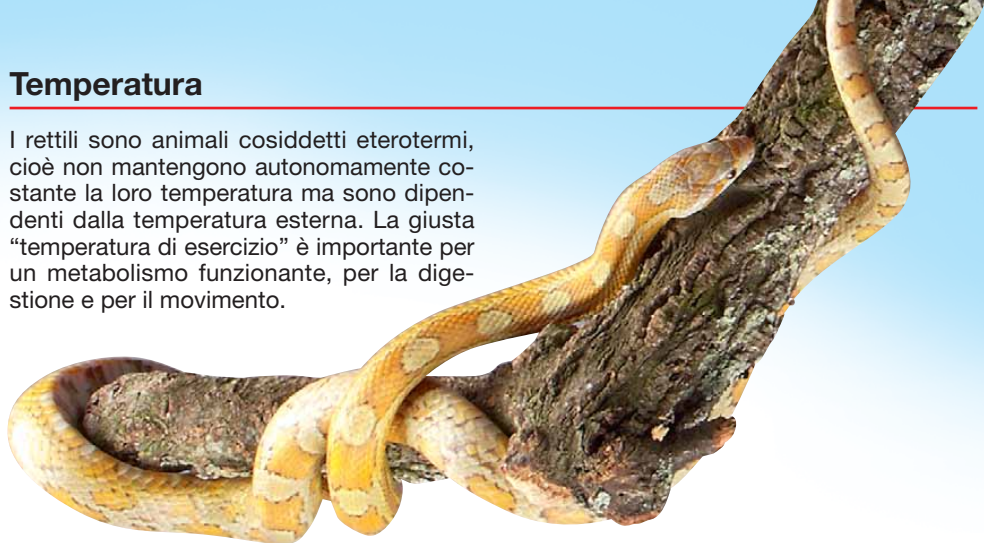 Temperatura
I rettili sono animali cosiddetti eterotermi,
cioè non mantengono autonomamente co-
stante la loro temperatura ma sono dipen-
denti dalla temperatura esterna. La giusta
“temperatura di esercizio” è importante per
un metabolismo funzionante, per la dige-
stione e per il movimento.